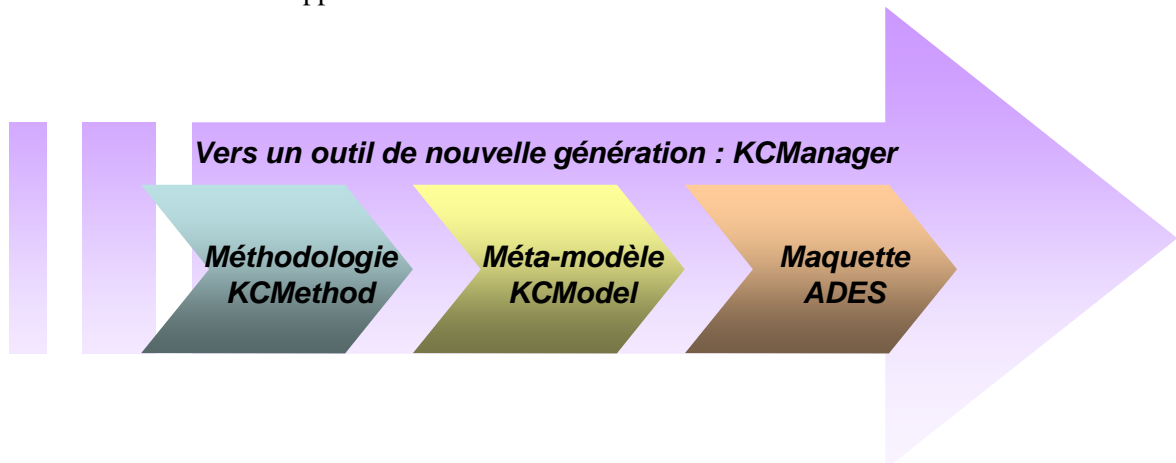 Vers un outil de nouvelle génération : KCManager
Méthodologie
KCMethod
Méta-modèle
KCModel
Maquette
ADES